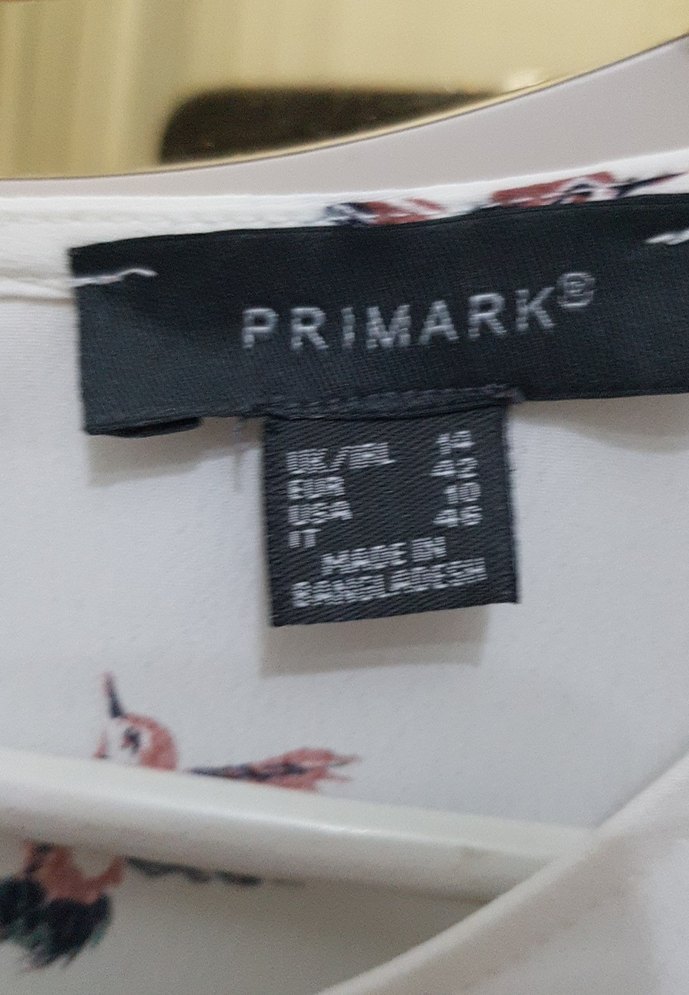 PRIMARK®
UK/IRL 14
EUR 42
USA 10
IT 46
MADE IN
BANGLADESH